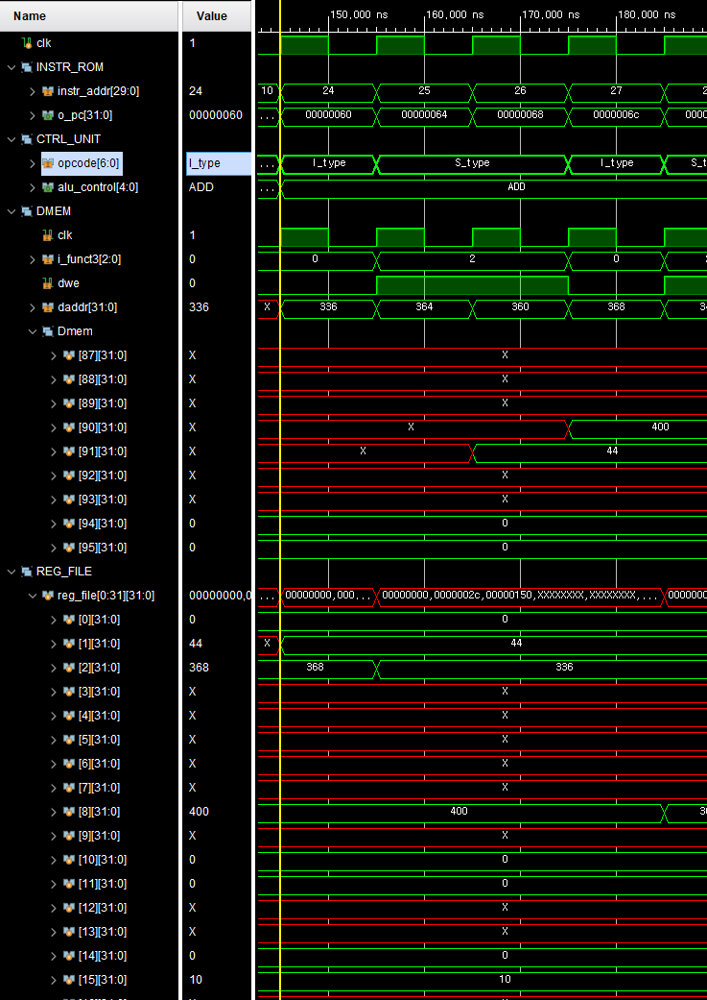 Name Value 150,000 ns 160,000 ns 170,000 ns 180,000 ns
clk 1
INSTR_ROM
instr_addr[29:0] 24 10 24 25 26 27
o_pc[31:0] 00000060 ... 00000060 00000064 00000068 0000006c 0000
CTRL_UNIT
opcode[6:0] I_type ... I_type S_type I_type S_t
alu_control[4:0] ADD ... ADD
DMEM
clk 1
i_funct3[2:0] 0 0 2 0
dwe 0
daddr[31:0] 336 X 336 364 360 368 34
Dmem
[87][31:0] X X
[88][31:0] X X
[89][31:0] X X
[90][31:0] X X 400
[91][31:0] X X 44
[92][31:0] X X
[93][31:0] X X
[94][31:0] 0 0
[95][31:0] 0 0
REG_FILE
reg_file[0:31][31:0] 00000000,0 ... 00000000,000... 00000000,0000002c,00000150,XXXXXXXX,XXXXXXXX,... 0000000
[0][31:0] 0 0
[1][31:0] 44 X 44
[2][31:0] 368 368 336
[3][31:0] X X
[4][31:0] X X
[5][31:0] X X
[6][31:0] X X
[7][31:0] X X
[8][31:0] 400 400
[9][31:0] X X
[10][31:0] 0 0
[11][31:0] 0 0
[12][31:0] X X
[13][31:0] X X
[14][31:0] 0 0
[15][31:0] 10 10